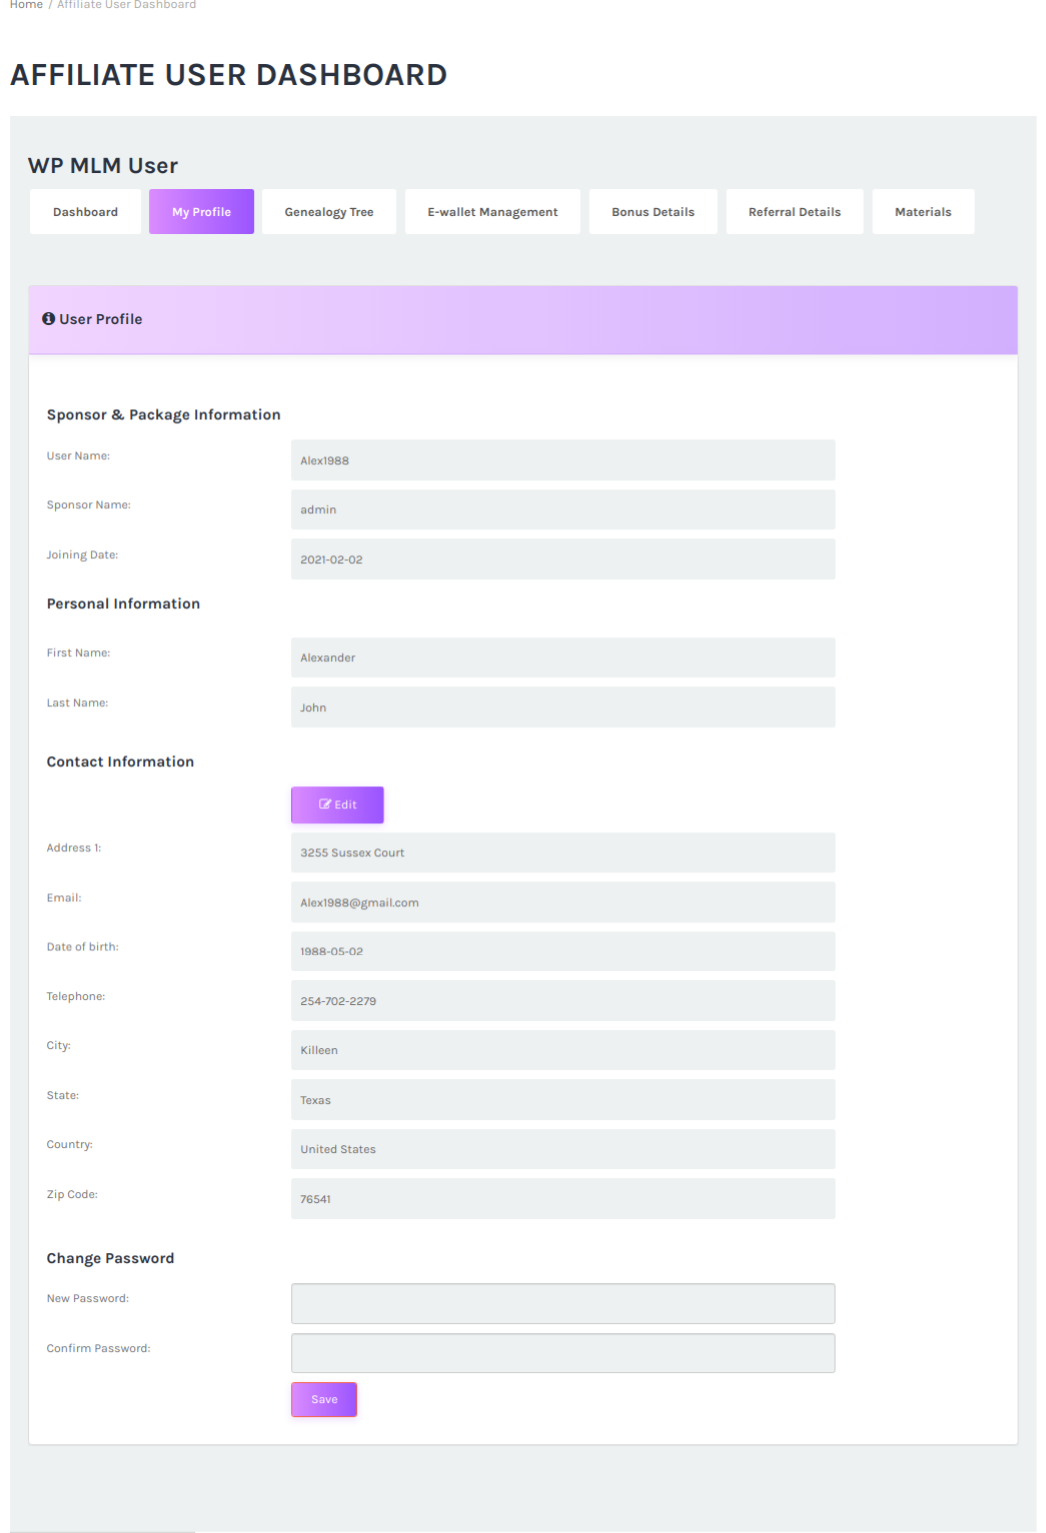 Home / Affiliate User Dashboard
AFFILIATE USER DASHBOARD
WP MLM User
Dashboard My Profile Genealogy Tree E-wallet Management Bonus Details Referral Details Materials
User Profile
Sponsor & Package Information
User Name: Alex1988
Sponsor Name: admin
Joining Date: 2021-02-02
Personal Information
First Name: Alexander
Last Name: John
Contact Information
Edit
Address 1: 3255 Sussex Court
Email: Alex1988@gmail.com
Date of birth: 1988-05-02
Telephone: 254-702-2279
City: Killeen
State: Texas
Country: United States
Zip Code: 76541
Change Password
New Password:
Confirm Password:
Save